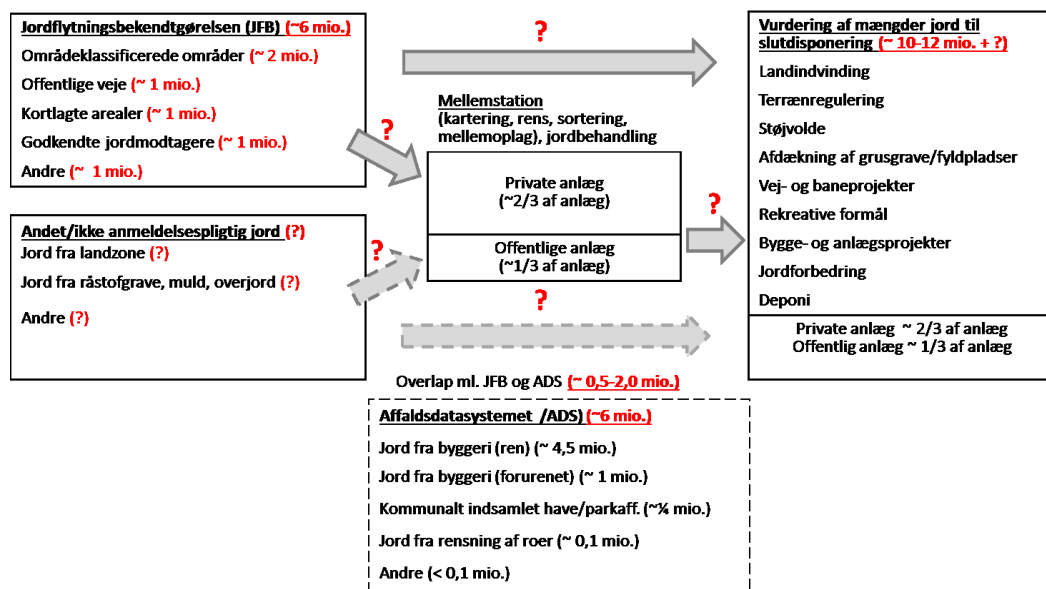 Jordflytningsbekendtgørelsen (JFB) (~6 mio.)
Områdeklassificerede områder (~ 2 mio.)
Offentlige veje (~ 1 mio.)
Kortlagte arealer (~ 1 mio.)
Godkendte jordmodtagere (~ 1 mio.)
Andre (~ 1 mio.)
?
?
Mellemstation
(kartering, rens, sortering,
mellemoplag), jordbehandling
Private anlæg
(~2/3 af anlæg)
Offentlige anlæg
(~1/3 af anlæg)
Andet/ikke anmeldelsespligtig jord (?)
Jord fra landzone (?)
Jord fra råstofgrave, muld, overjord (?)
Andre (?)
?
?
?
Vurdering af mængder jord til
slutdisponering (~ 10-12 mio. + ?)
Landindvinding
Terrænregulering
Støjvolde
Afdækning af grusgrave/fyldpladser
Vej- og baneprojekter
Rekreative formål
Bygge- og anlægsprojekter
Jordforbedring
Deponi
Private anlæg ~ 2/3 af anlæg
Offentlig anlæg ~ 1/3 af anlæg
Overlap ml. JFB og ADS (~ 0,5-2,0 mio.)
Affaldsdatasystemet /ADS) (~6 mio.)
Jord fra byggeri (ren) (~ 4,5 mio.)
Jord fra byggeri (forurenet) (~ 1 mio.)
Kommunalt indsamlet have/parkaff. (~¼ mio.)
Jord fra rensning af roer (~ 0,1 mio.)
Andre (< 0,1 mio.)